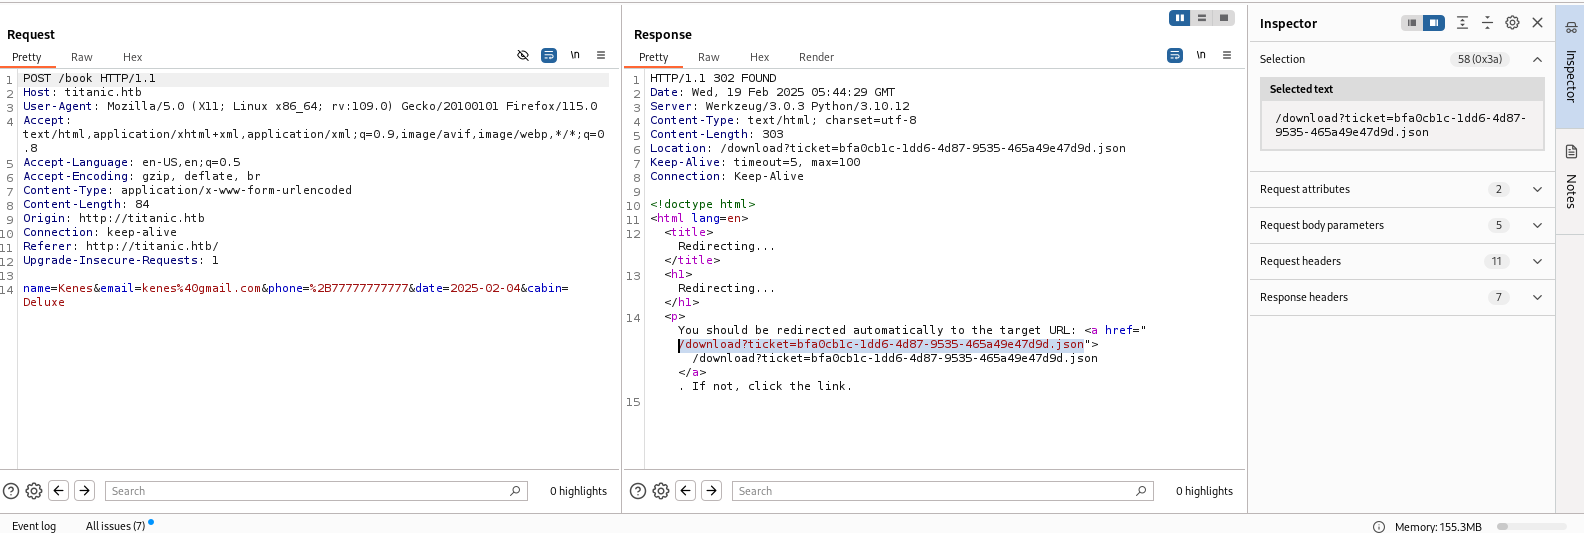 Request
Pretty Raw Hex
\n
1 POST /book HTTP/1.1
2 Host: titanic.htb
3 User-Agent: Mozilla/5.0 (X11; Linux x86_64; rv:109.0) Gecko/20100101 Firefox/115.0
4 Accept:
text/html,application/xhtml+xml,application/xml;q=0.9,image/avif,image/webp,*/*;q=0
.8
5 Accept-Language: en-US,en;q=0.5
6 Accept-Encoding: gzip, deflate, br
7 Content-Type: application/x-www-form-urlencoded
8 Content-Length: 84
9 Origin: http://titanic.htb
10 Connection: keep-alive
11 Referer: http://titanic.htb/
12 Upgrade-Insecure-Requests: 1
13
14 name=Kenes&email=kenes%40gmail.com&phone=%2B77777777777&date=2025-02-04&cabin=
Deluxe
Search
0 highlights
Response
Pretty Raw Hex Render
\n
1 HTTP/1.1 302 FOUND
2 Date: Wed, 19 Feb 2025 05:44:29 GMT
3 Server: Werkzeug/3.0.3 Python/3.10.12
4 Content-Type: text/html; charset=utf-8
5 Content-Length: 303
6 Location: /download?ticket=bfa0cb1c-1dd6-4d87-9535-465a49e47d9d.json
7 Keep-Alive: timeout=5, max=100
8 Connection: Keep-Alive
9
10 <!doctype html>
11 <html lang=en>
12 <title>
Redirecting...
</title>
13 <h1>
Redirecting...
</h1>
14 <p>
You should be redirected automatically to the target URL: <a href="
/download?ticket=bfa0cb1c-1dd6-4d87-9535-465a49e47d9d.json">
/download?ticket=bfa0cb1c-1dd6-4d87-9535-465a49e47d9d.json
</a>
. If not, click the link.
15
Search
0 highlights
Inspector
Selection 58 (0x3a)
Selected text
/download?ticket=bfa0cb1c-1dd6-4d87-
9535-465a49e47d9d.json
Request attributes 2
Request body parameters 5
Request headers 11
Response headers 7
Inspector
Notes
Event log All issues (7)
Memory: 155.3MB